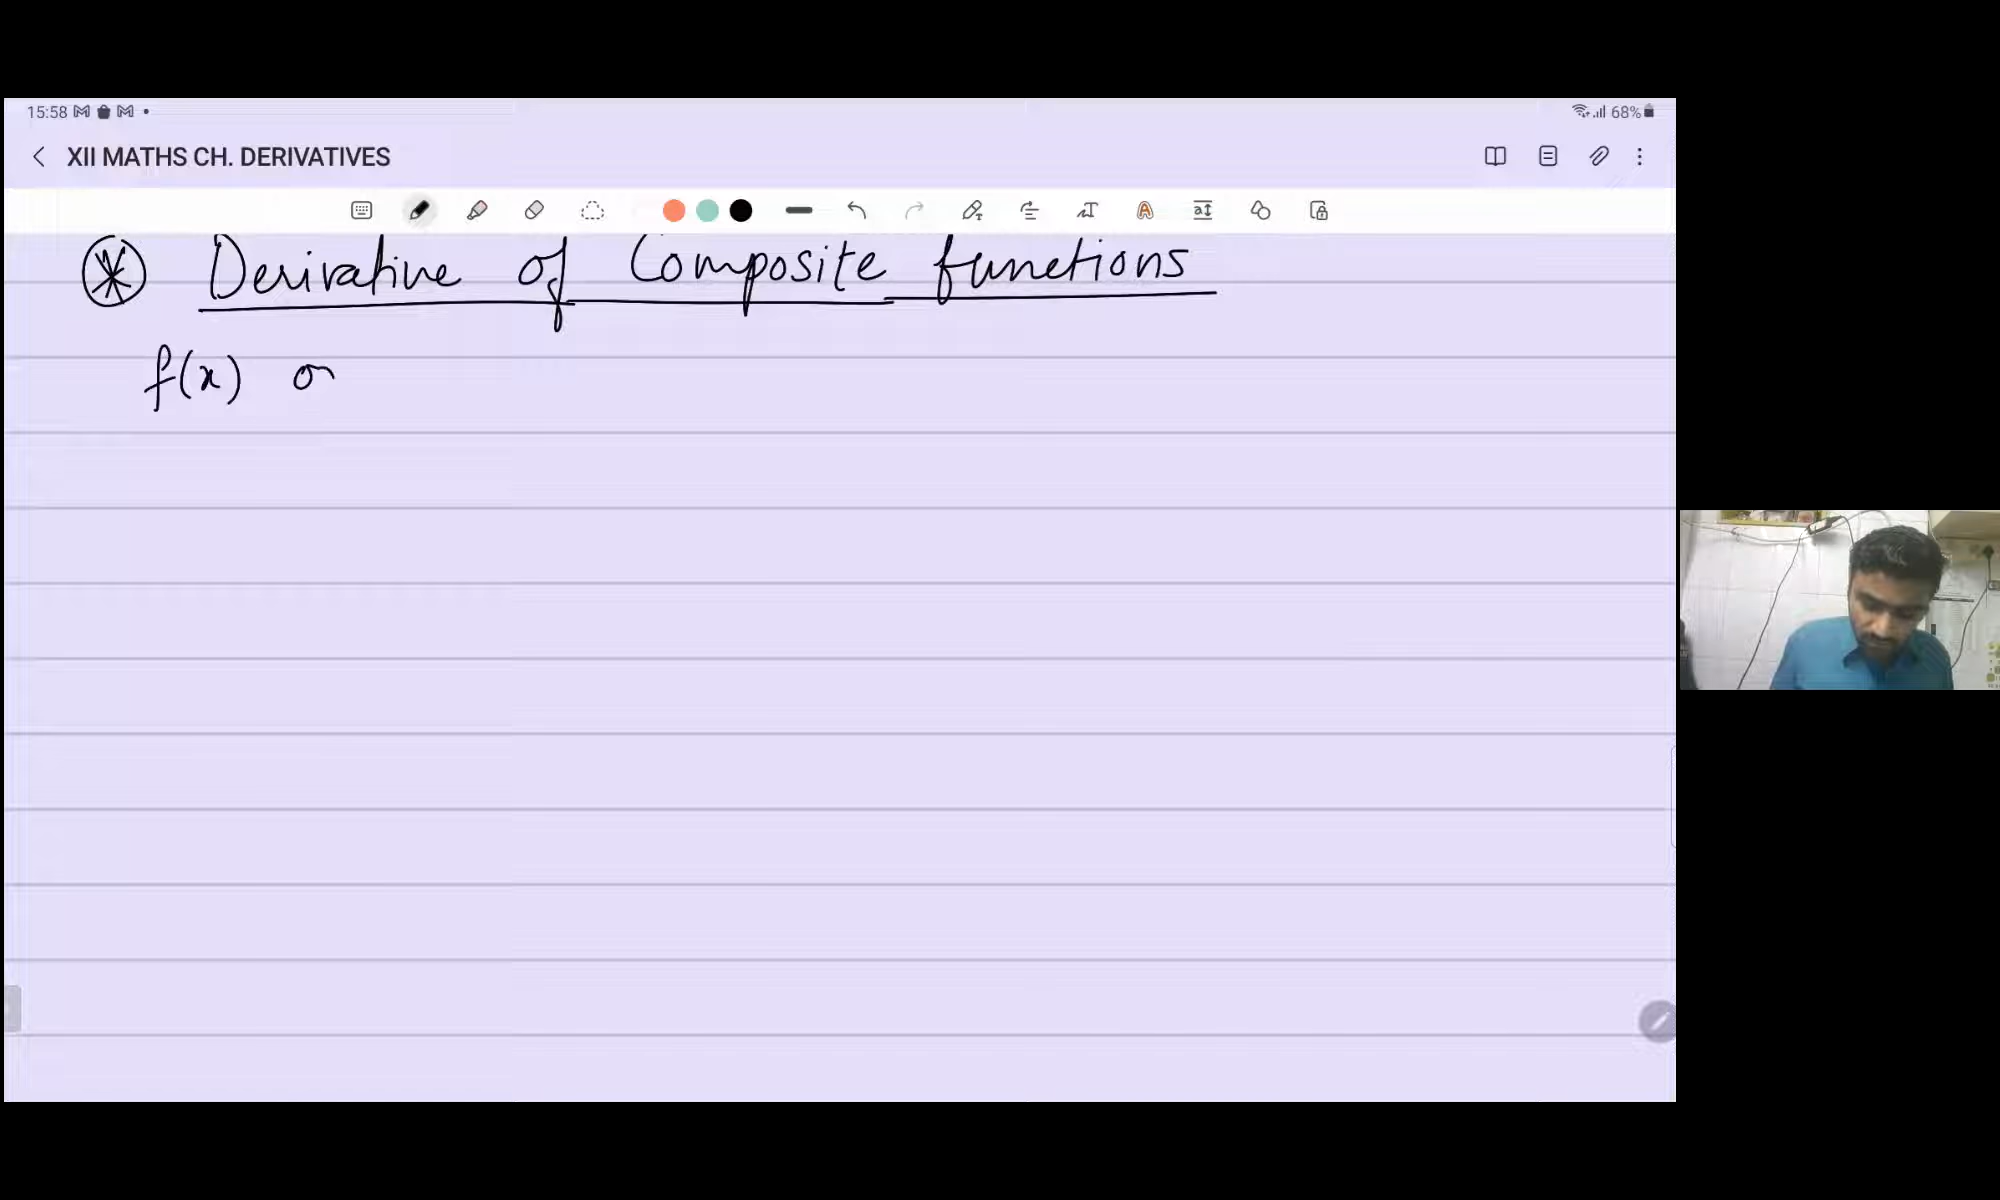 15:58
68%
XII MATHS CH. DERIVATIVES
Derivative of Composite functions
f(x) or